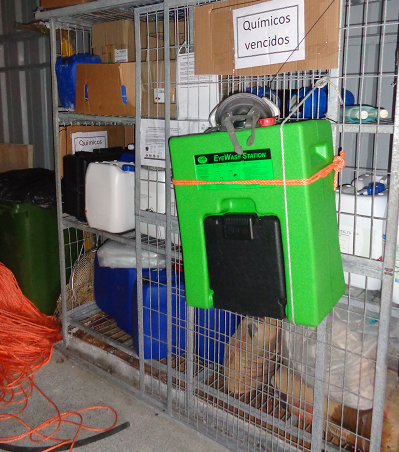 Químicos
vencidos
EYEWASH STATION
Químicos